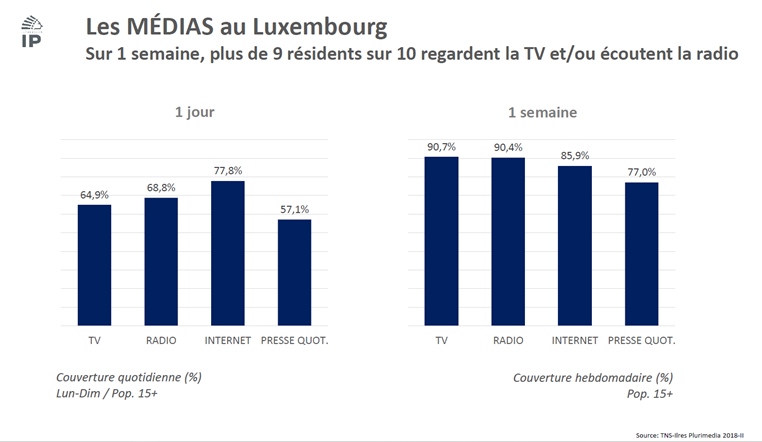 IP
Les MÉDIAS au Luxembourg
Sur 1 semaine, plus de 9 résidents sur 10 regardent la TV et/ou écoutent la radio
1 jour
64,9%
68,8%
77,8%
57,1%
TV
RADIO
INTERNET
PRESSE QUOT.
Couverture quotidienne (%)
Lun-Dim / Pop. 15+
1 semaine
90,7%
90,4%
85,9%
77,0%
TV
RADIO
INTERNET
PRESSE QUOT.
Couverture hebdomadaire (%)
Pop. 15+
Source: TNS-Ilres Plurimedia 2018-II